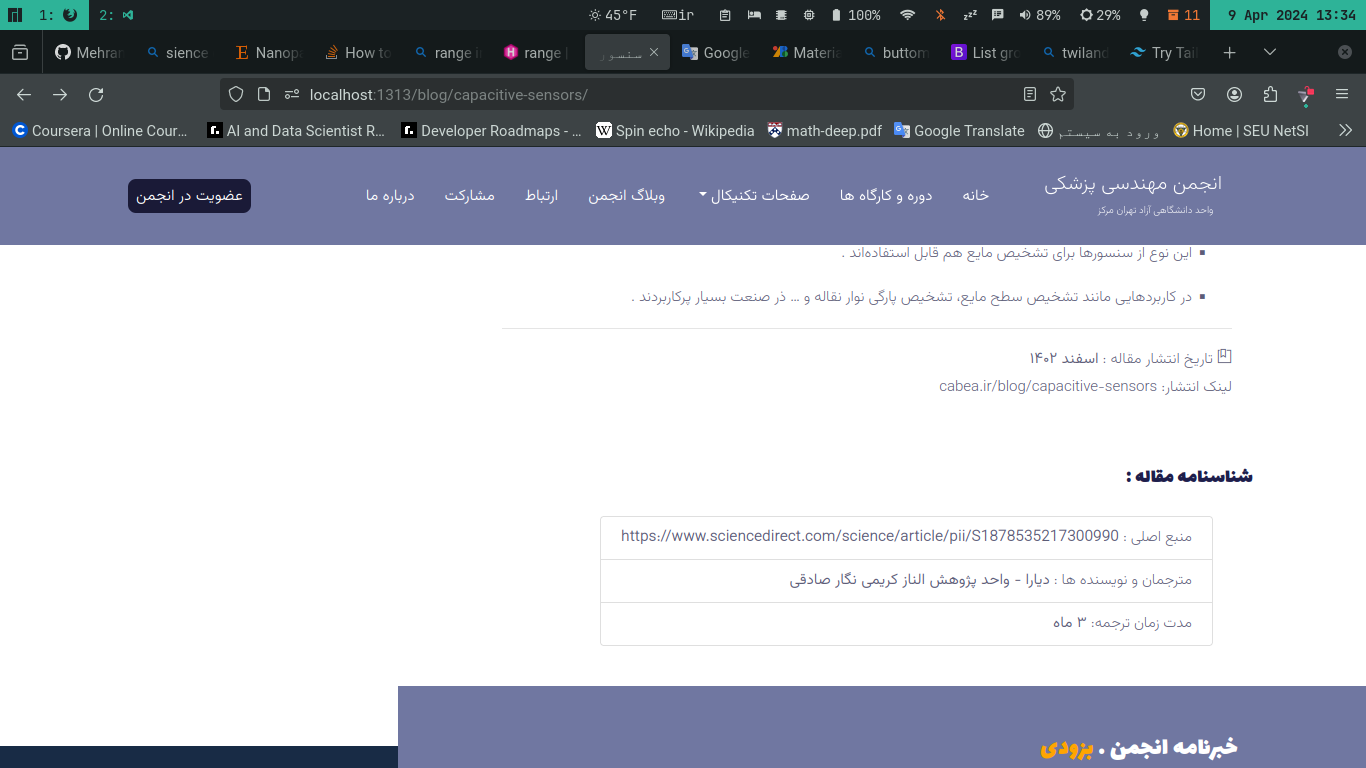 1:
2:
45°F
ir
100%
89%
29%
11
9 Apr 2024 13:34
Mehran
sience
Nanopa
How to
range i
range |
سنسور
Google
Materia
buttom
List gro
twiland
Try Tail
localhost:1313/blog/capacitive-sensors/
Coursera | Online Cour...
AI and Data Scientist R...
Developer Roadmaps - ...
Spin echo - Wikipedia
math-deep.pdf
Google Translate
ورود به سیستم
Home | SEU NetSI
انجمن مهندسی پزشکی
واحد دانشگاهی آزاد تهران مرکز
خانه
دوره و کارگاه ها
صفحات تکنیکال
وبلاگ انجمن
ارتباط
مشارکت
درباره ما
عضویت در انجمن
این نوع از سنسورها برای تشخیص مایع هم قابل استفاده‌اند .
در کاربردهایی مانند تشخیص سطح مایع، تشخیص پارگی نوار نقاله و ... ذر صنعت بسیار پرکاربردند .
تاریخ انتشار مقاله : اسفند ۱۴۰۲
لینک انتشار: cabea.ir/blog/capacitive-sensors
شناسنامه مقاله :
منبع اصلی : https://www.sciencedirect.com/science/article/pii/S1878535217300990
مترجمان و نویسنده ها : دیارا - واحد پژوهش الناز کریمی نگار صادقی
مدت زمان ترجمه: ۳ ماه
خبرنامه انجمن . بزودی